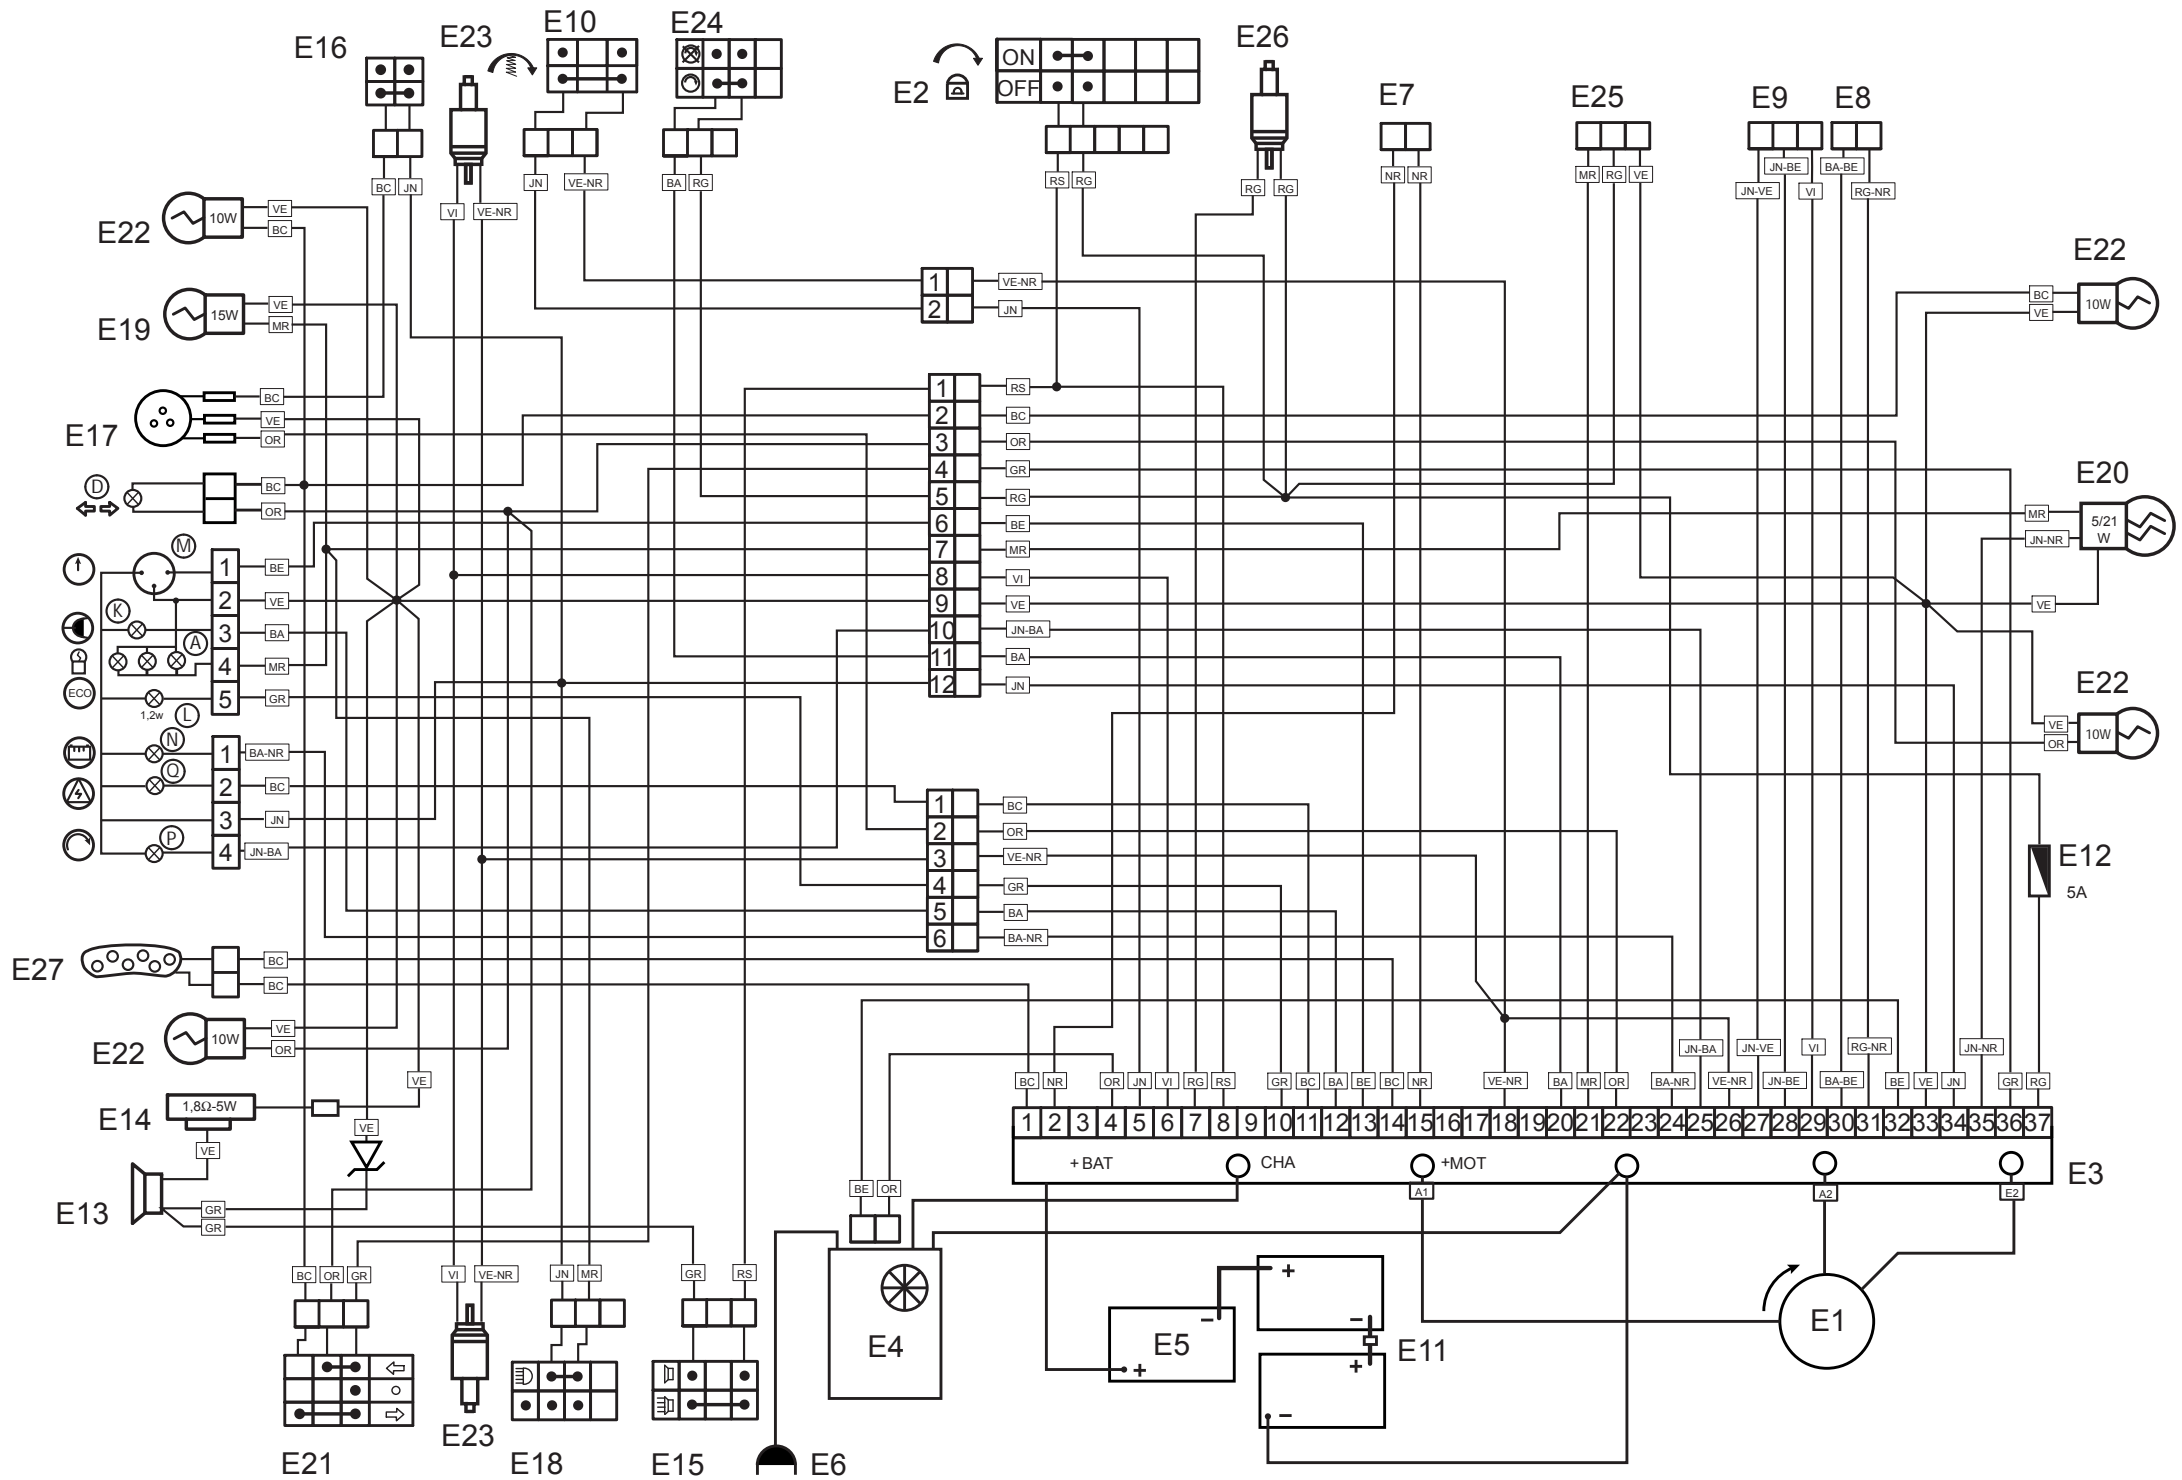 E16
E23
E10
E24
E2
ON
OFF
E26
E7
E25
E9
E8
BC JN
VI
VE-NR
JN
VE-NR
BA RG
RS RG
RG RG
NR NR
MR RG VE
JN-BE
BA-BE
JN-VE
VI
RG-NR
E22
10W
VE
BC
E19
15W
VE
MR
E17
BC
VE
OR
D
BC
OR
M
K
A
ECO
1,2w
L
1 BE
2 VE
3 BA
4 MR
5 GR
N
Q
P
1 BA-NR
2 BC
3 JN
4 JN-BA
1 VE-NR
2 JN
1 RS
2 BC
3 OR
4 GR
5 RG
6 BE
7 MR
8 VI
9 VE
10 JN-BA
11 BA
12 JN
1 BC
2 OR
3 VE-NR
4 GR
5 BA
6 BA-NR
E22
BC
VE
10W
E20
MR
JN-NR
5/21
W
VE
E22
VE
OR
10W
E12
5A
E27
BC
BC
E22
10W
VE
OR
E14
1,8Ω-5W
VE
VE
VE
E13
GR
GR
JN-BA
JN-VE
VI
RG-NR
JN-NR
BC NR OR JN VI RG RS GR BC BA BE BC NR VE-NR BA MR OR BA-NR VE-NR JN-BE BA-BE BE VE JN GR RG
1 2 3 4 5 6 7 8 9 10 11 12 13 14 15 16 17 18 19 20 21 22 23 24 25 26 27 28 29 30 31 32 33 34 35 36 37
+BAT
CHA
+MOT
E3
A1
A2
E2
BE OR
BC OR GR
VI
VE-NR
JN MR
GR
RS
E4
E5
+
−
+
−
+
−
E11
E1
E21
E23
E18
E15
E6